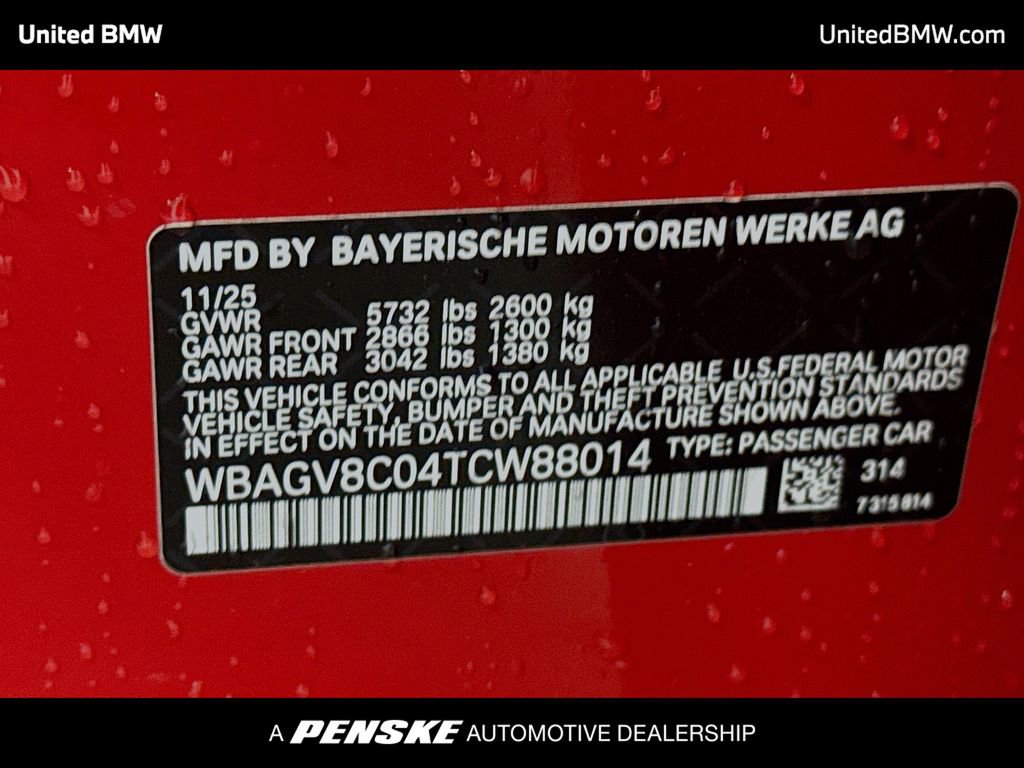 United BMW
UnitedBMW.com
MFD BY BAYERISCHE MOTOREN WERKE AG
11/25
GVWR 5732 lbs 2600 kg
GAWR FRONT 2866 lbs 1300 kg
GAWR REAR 3042 lbs 1380 kg
THIS VEHICLE CONFORMS TO ALL APPLICABLE U.S.FEDERAL MOTOR
VEHICLE SAFETY, BUMPER AND THEFT PREVENTION STANDARDS
IN EFFECT ON THE DATE OF MANUFACTURE SHOWN ABOVE.
WBAGV8C04TCW88014 TYPE: PASSENGER CAR
314
7315814
A PENSKE AUTOMOTIVE DEALERSHIP